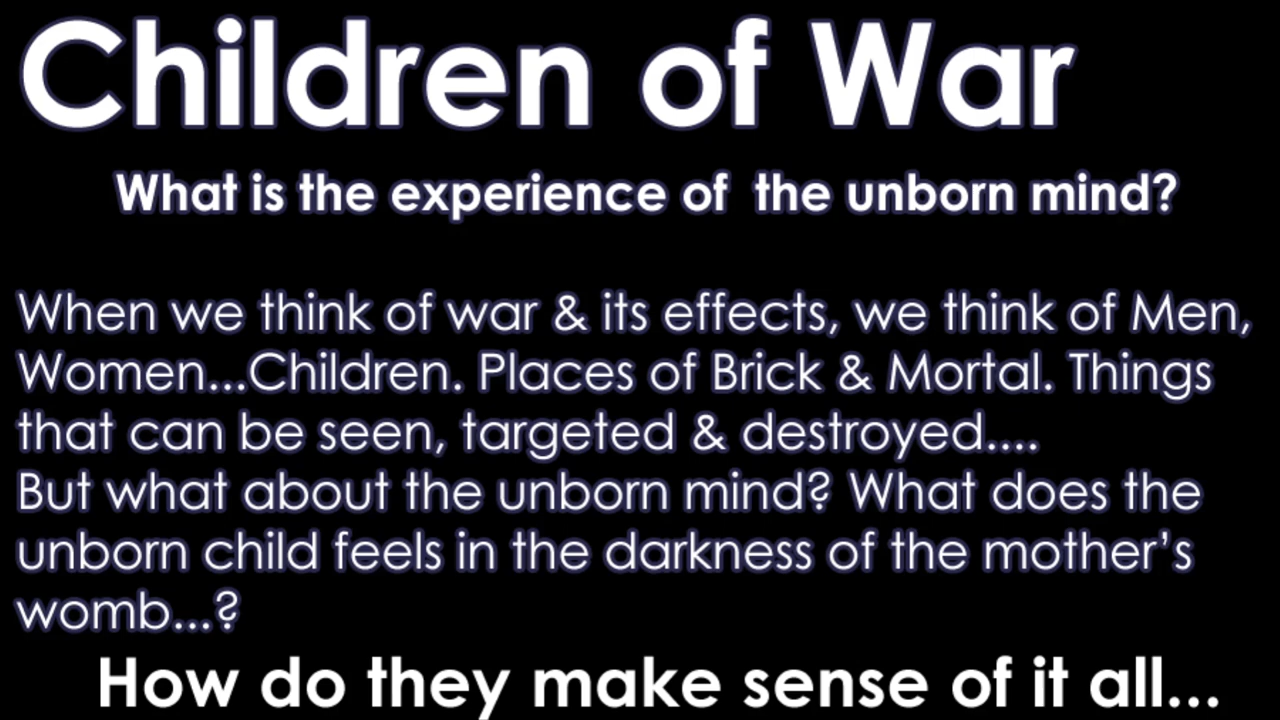 Children of War
What is the experience of the unborn mind?
When we think of war & its effects, we think of Men,
Women...Children. Places of Brick & Mortal. Things
that can be seen, targeted & destroyed....
But what about the unborn mind? What does the
unborn child feels in the darkness of the mother’s
womb...?
How do they make sense of it all...